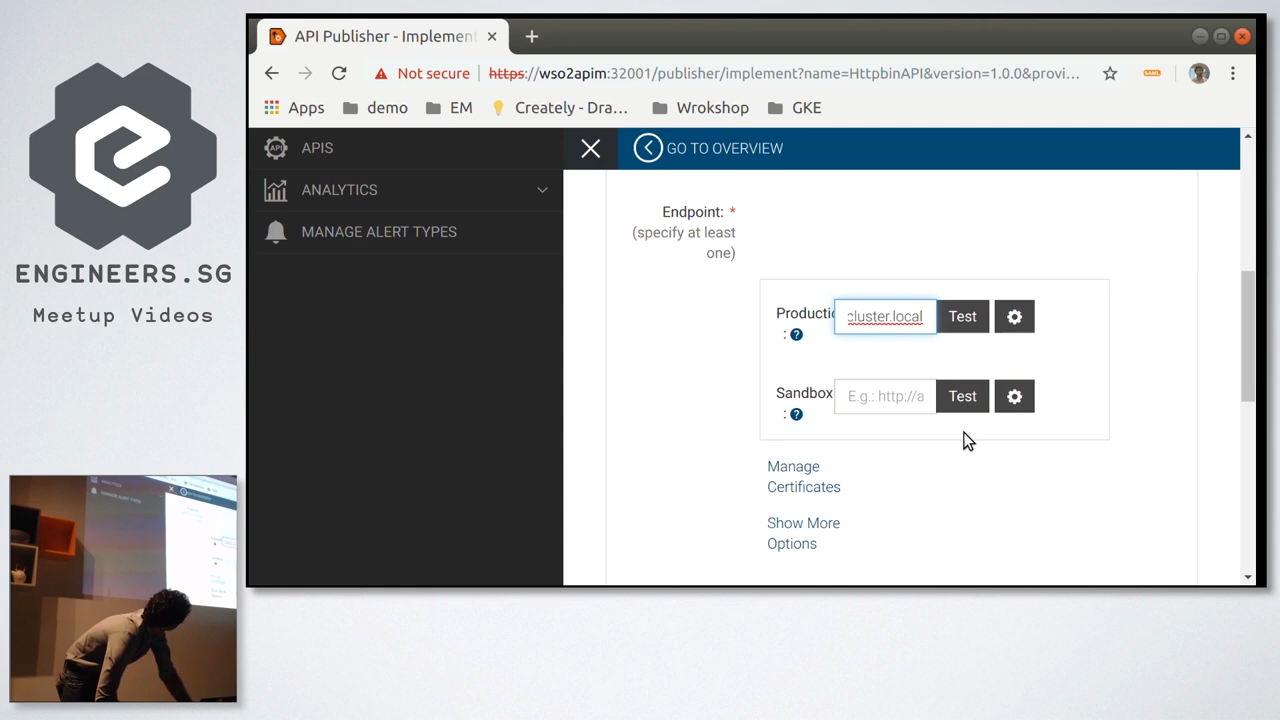 ENGINEERS.SG
Meetup Videos
API Publisher - Implement
Not secure
https://wso2apim:32001/publisher/implement?name=HttpbinAPI&version=1.0.0&provi...
Apps
demo
EM
Creately - Dra...
Wrokshop
GKE
APIS
ANALYTICS
MANAGE ALERT TYPES
GO TO OVERVIEW
Endpoint: *
(specify at least
one)
Productio
cluster.local
Test
: ?
Sandbox
E.g.: http://a
Test
: ?
Manage
Certificates
Show More
Options